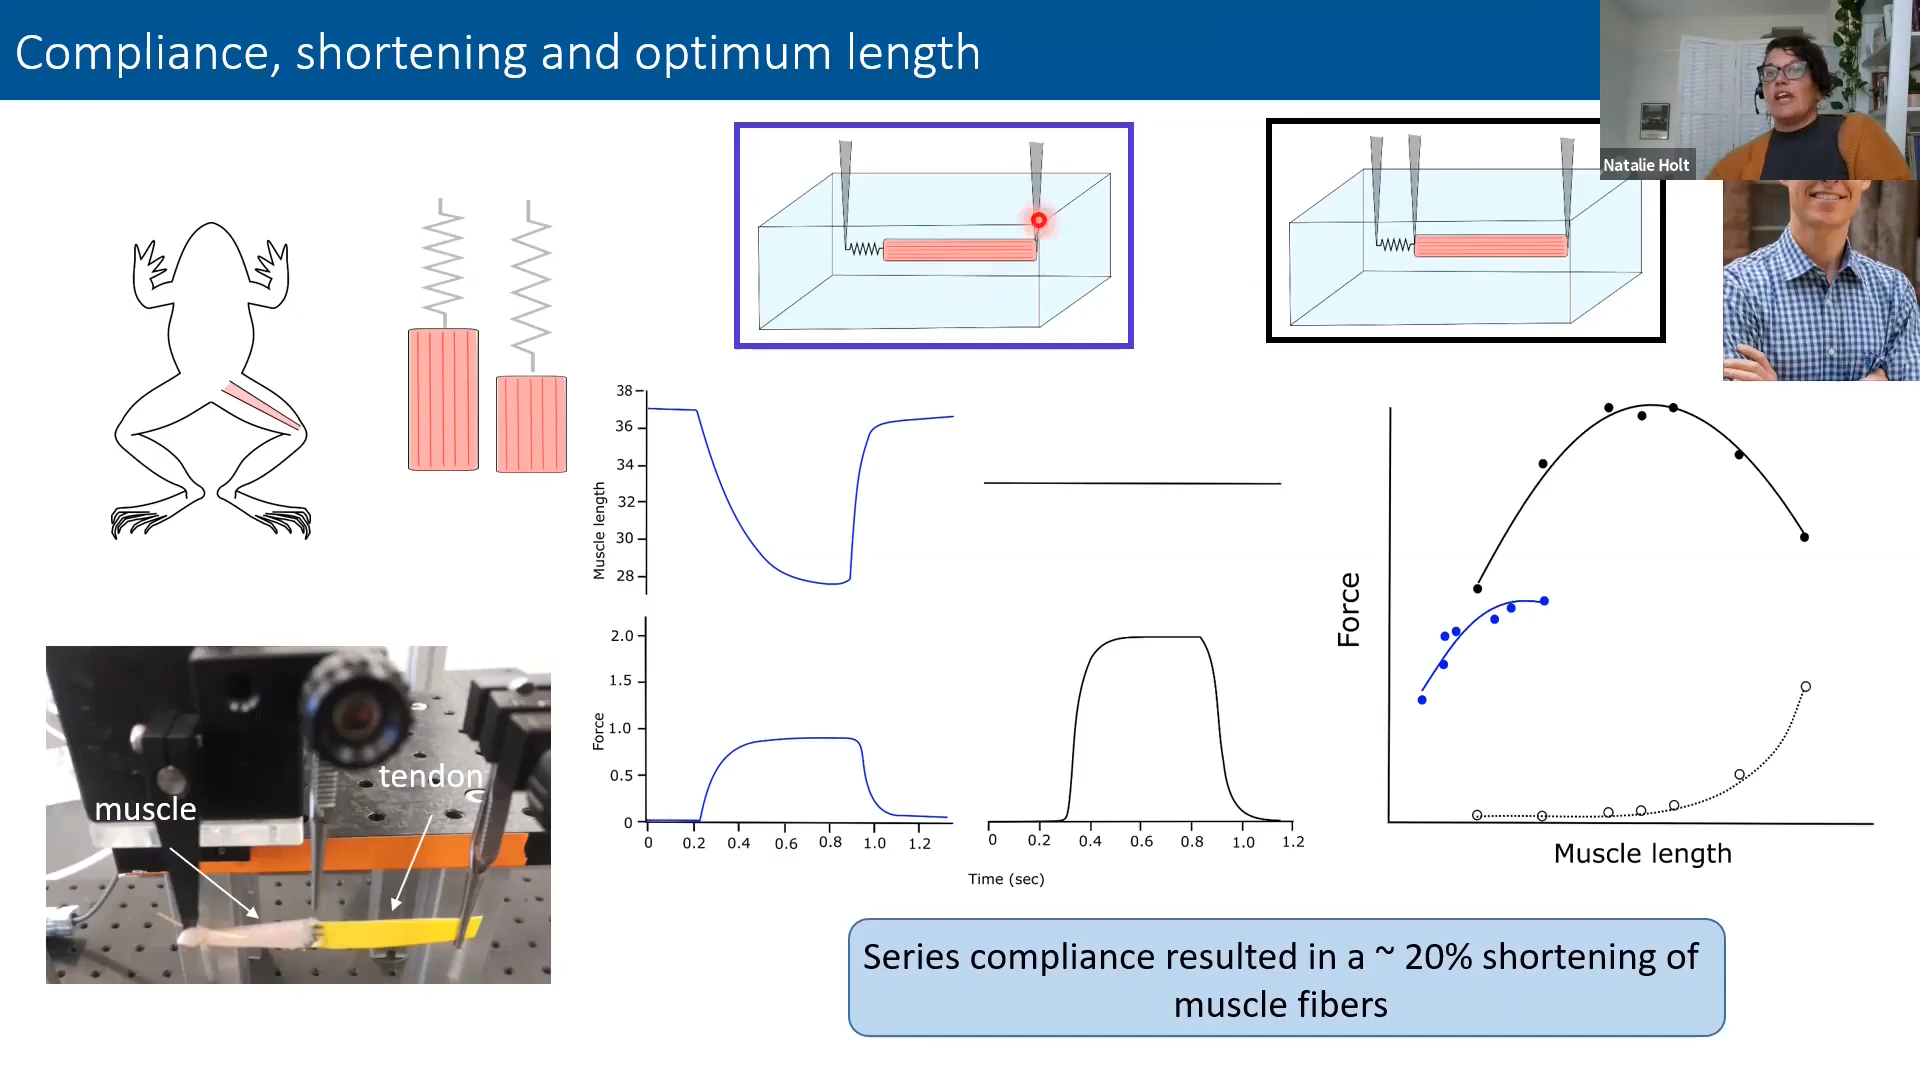 Compliance, shortening and optimum length
Natalie Holt
38
36
34
32
30
28
Muscle length
2.0
1.5
1.0
0.5
0
Force
0 0.2 0.4 0.6 0.8 1.0 1.2
0 0.2 0.4 0.6 0.8 1.0 1.2
Time (sec)
Force
Muscle length
muscle
tendon
Series compliance resulted in a ~ 20% shortening of
muscle fibers